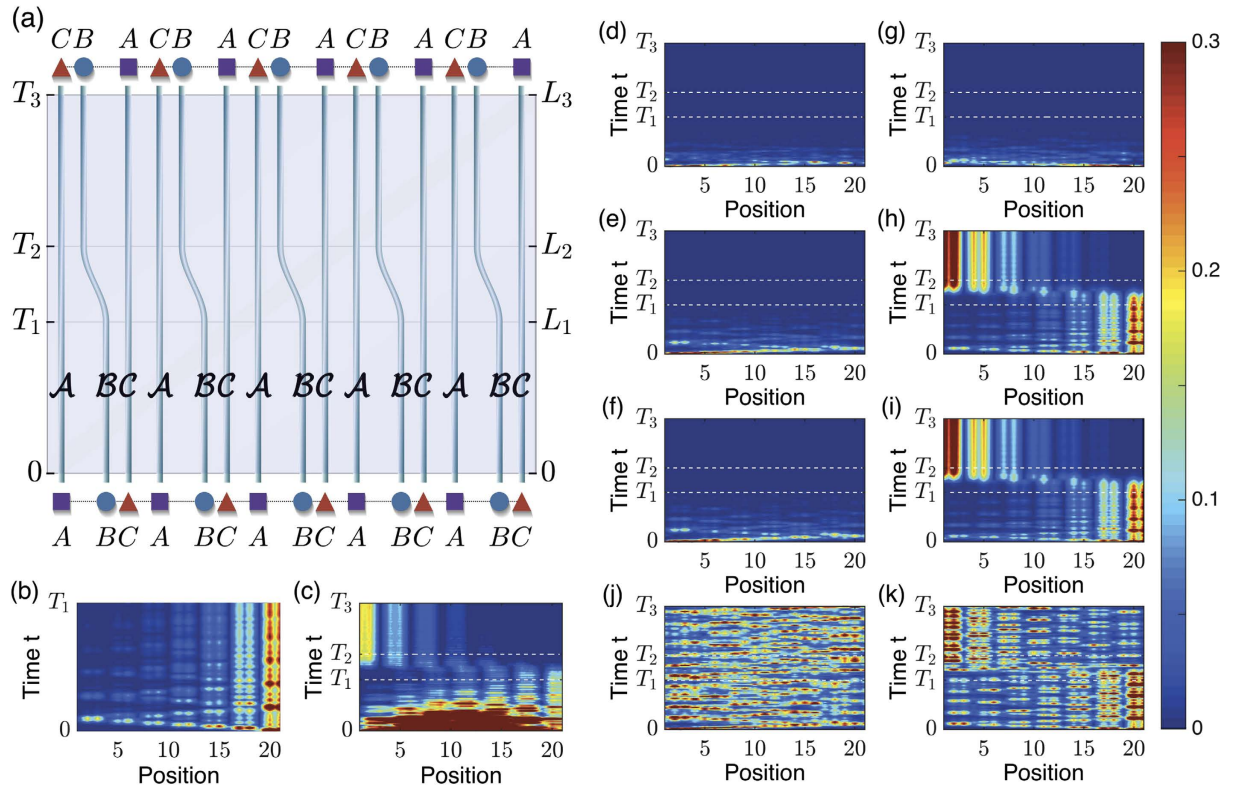 (a)
C B A C B A C B A C B A C B A
T3 L3
T2 L2
T1 L1
A BC A BC A BC A BC A BC
0 0
A BC A BC A BC A BC A BC
(b)
T1
Time t
0
5 10 15 20
Position
(c)
T3
T2
T1
Time t
0
5 10 15 20
Position
(d)
T3
T2
T1
Time t
0
5 10 15 20
Position
(g)
T3
T2
T1
Time t
0
5 10 15 20
Position
(e)
T3
T2
T1
Time t
0
5 10 15 20
Position
(h)
T3
T2
T1
Time t
0
5 10 15 20
Position
(f)
T3
T2
T1
Time t
0
5 10 15 20
Position
(i)
T3
T2
T1
Time t
0
5 10 15 20
Position
(j)
T3
T2
T1
Time t
0
5 10 15 20
Position
(k)
T3
T2
T1
Time t
0
5 10 15 20
Position
0.3
0.2
0.1
0